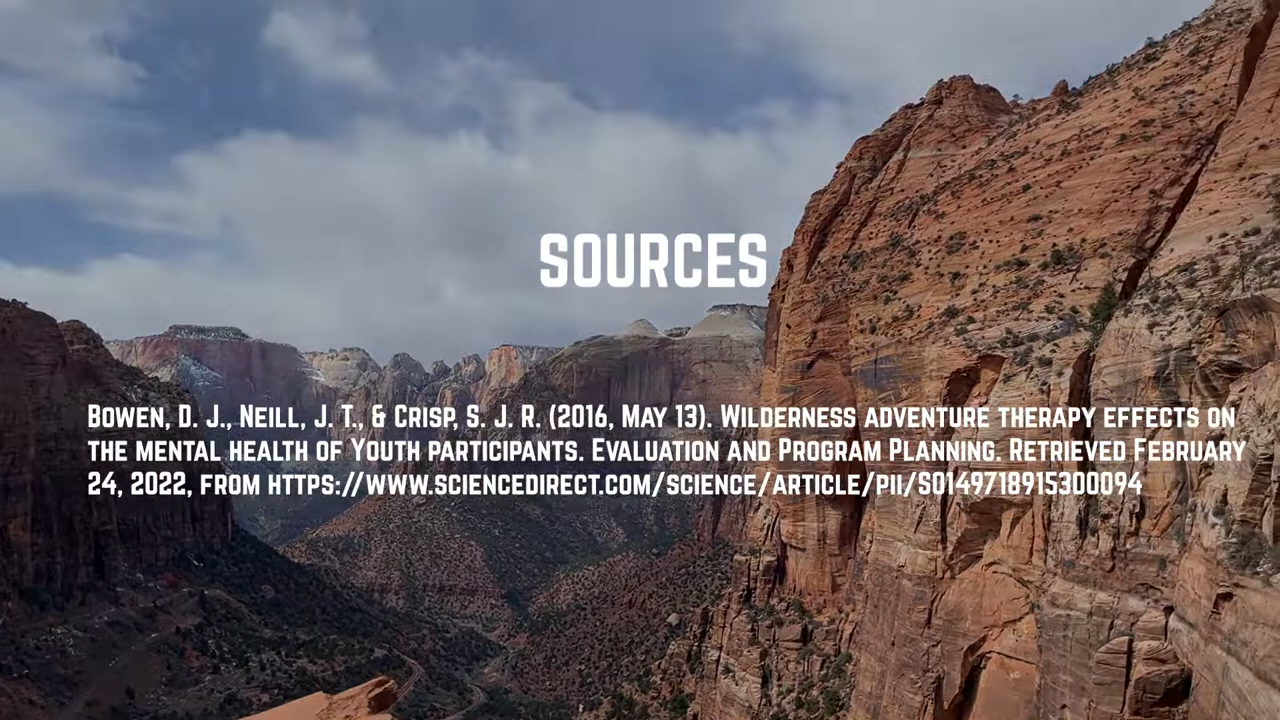 SOURCES
Bowen, D. J., Neill, J. T., & Crisp, S. J. R. (2016, May 13). Wilderness adventure therapy effects on
the mental health of Youth participants. Evaluation and Program Planning. Retrieved February
24, 2022, from https://www.sciencedirect.com/science/article/pii/S0149718915300094